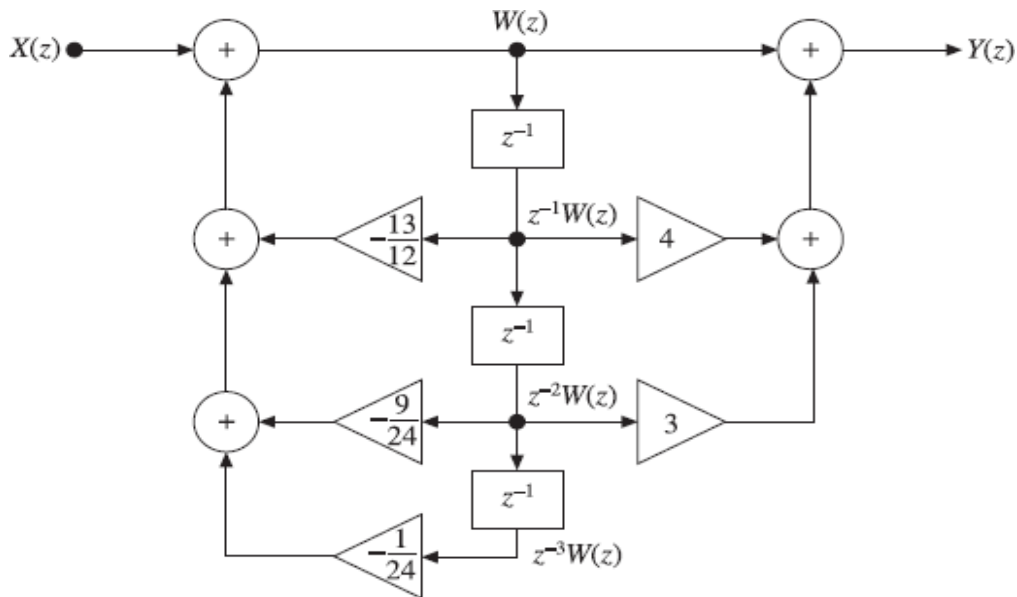 W(z)
X(z) + + Y(z)
z⁻¹
z⁻¹W(z)
+ −13/12 4 +
z⁻¹
z⁻²W(z)
+ −9/24 3
z⁻¹
−1/24 z⁻³W(z)